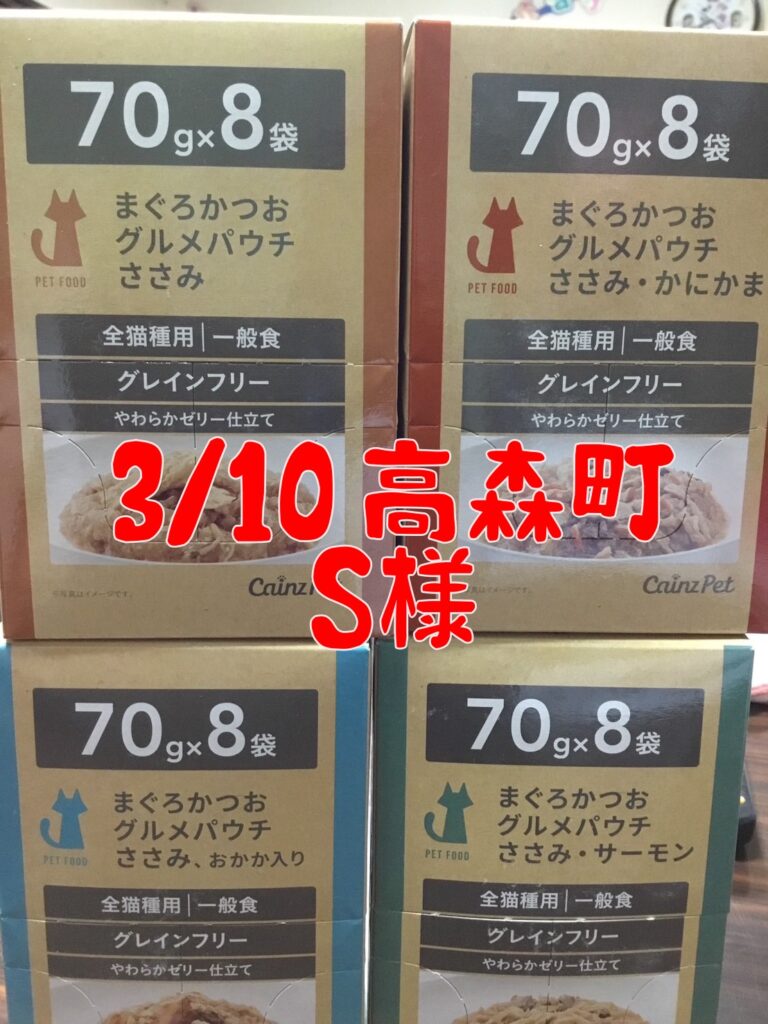 70g×8袋
まぐろかつお
グルメパウチ
ささみ
PET FOOD
全猫種用|一般食
グレインフリー
やわらかゼリー仕立て
※写真はイメージです。
70g×8袋
まぐろかつお
グルメパウチ
ささみ・かにかま
PET FOOD
全猫種用|一般食
グレインフリー
やわらかゼリー仕立て
CainzPet
3/10 高森町
S様
70g×8袋
まぐろかつお
グルメパウチ
ささみ、おかか入り
PET FOOD
全猫種用|一般食
グレインフリー
やわらかゼリー仕立て
70g×8袋
まぐろかつお
グルメパウチ
ささみ・サーモン
PET FOOD
全猫種用|一般食
グレインフリー
やわらかゼリー仕立て